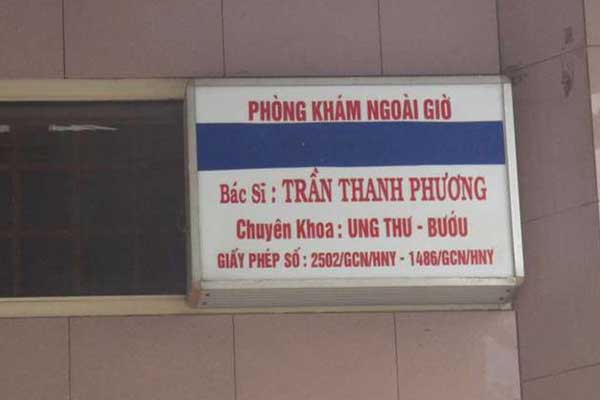 PHÒNG KHÁM NGOÀI GIỜ
Bác Sĩ : TRẦN THANH PHƯƠNG
Chuyên Khoa : UNG THƯ - BƯỚU
GIẤY PHÉP SỐ : 2502/GCN/HNY - 1486/GCN/HNY